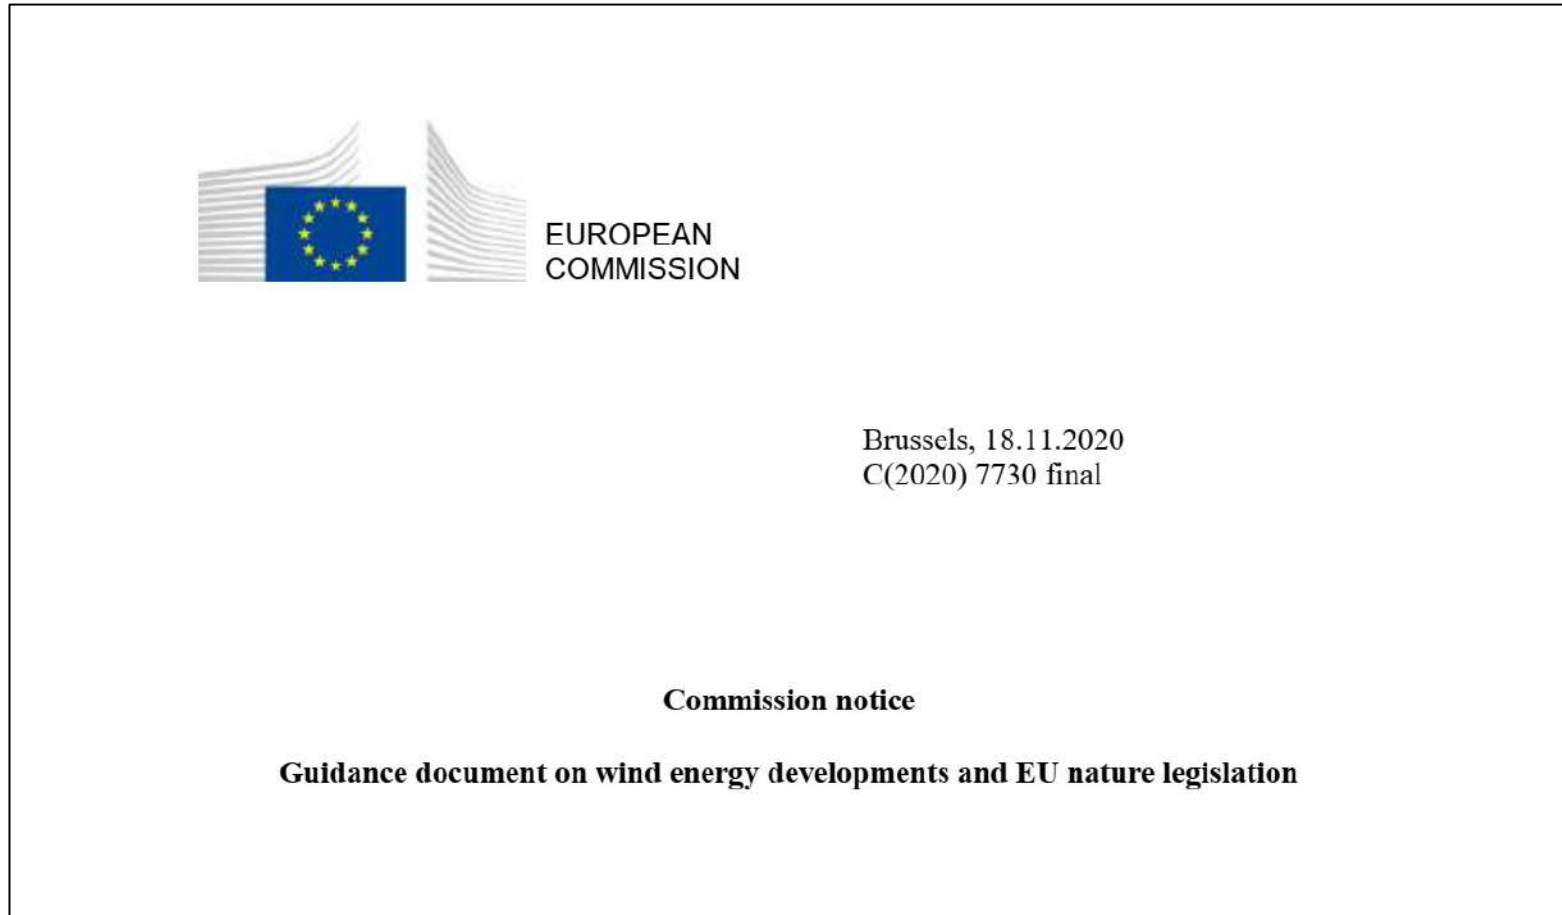 EUROPEAN
COMMISSION
Brussels, 18.11.2020
C(2020) 7730 final
Commission notice
Guidance document on wind energy developments and EU nature legislation